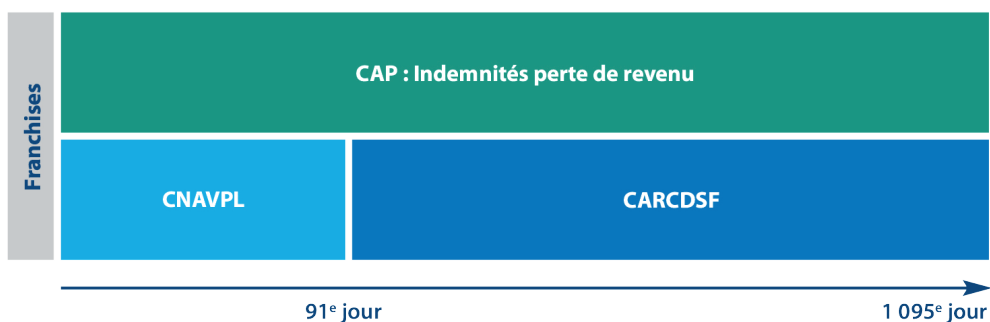 Franchises
CAP : Indemnités perte de revenu
CNAVPL
CARCDSF
91e jour
1 095e jour